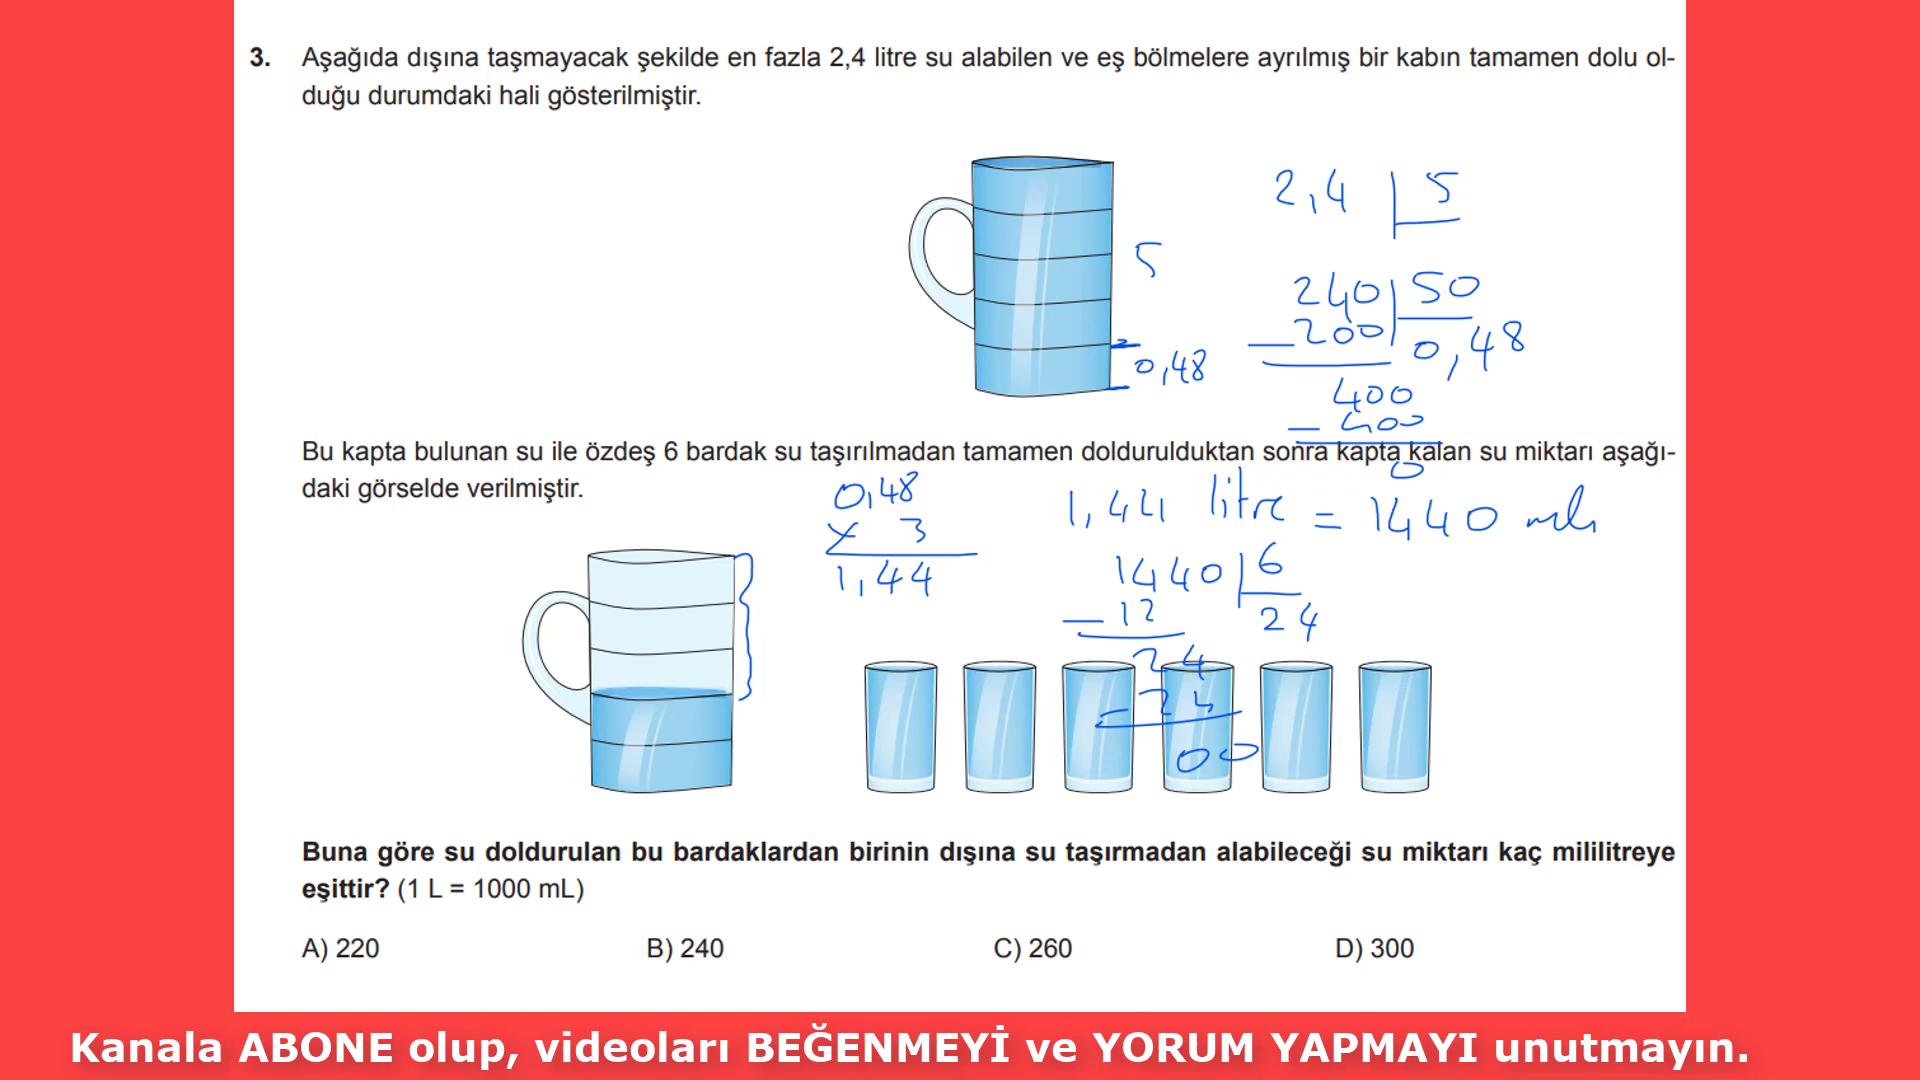 3. Aşağıda dışına taşmayacak şekilde en fazla 2,4 litre su alabilen ve eş bölmelere ayrılmış bir kabın tamamen dolu ol-
duğu durumdaki hali gösterilmiştir.
2,4 5
5
240 50
- 200 0,48
0,48
400
- 400
0
Bu kapta bulunan su ile özdeş 6 bardak su taşırılmadan tamamen doldurulduktan sonra kapta kalan su miktarı aşağı-
daki görselde verilmiştir.
0,48
x 3
1,44
1,44 litre = 1440 ml
1440 6
- 12 24
24
- 24
00
Buna göre su doldurulan bu bardaklardan birinin dışına su taşırmadan alabileceği su miktarı kaç mililitreye
eşittir? (1 L = 1000 mL)
A) 220 B) 240 C) 260 D) 300
Kanala ABONE olup, videoları BEĞENMEYİ ve YORUM YAPMAYI unutmayın.